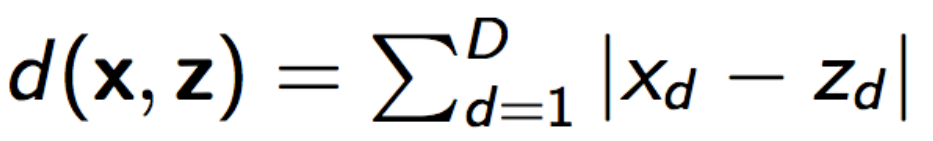 d(x, z) = ∑_{d=1}^{D} |x_d − z_d|